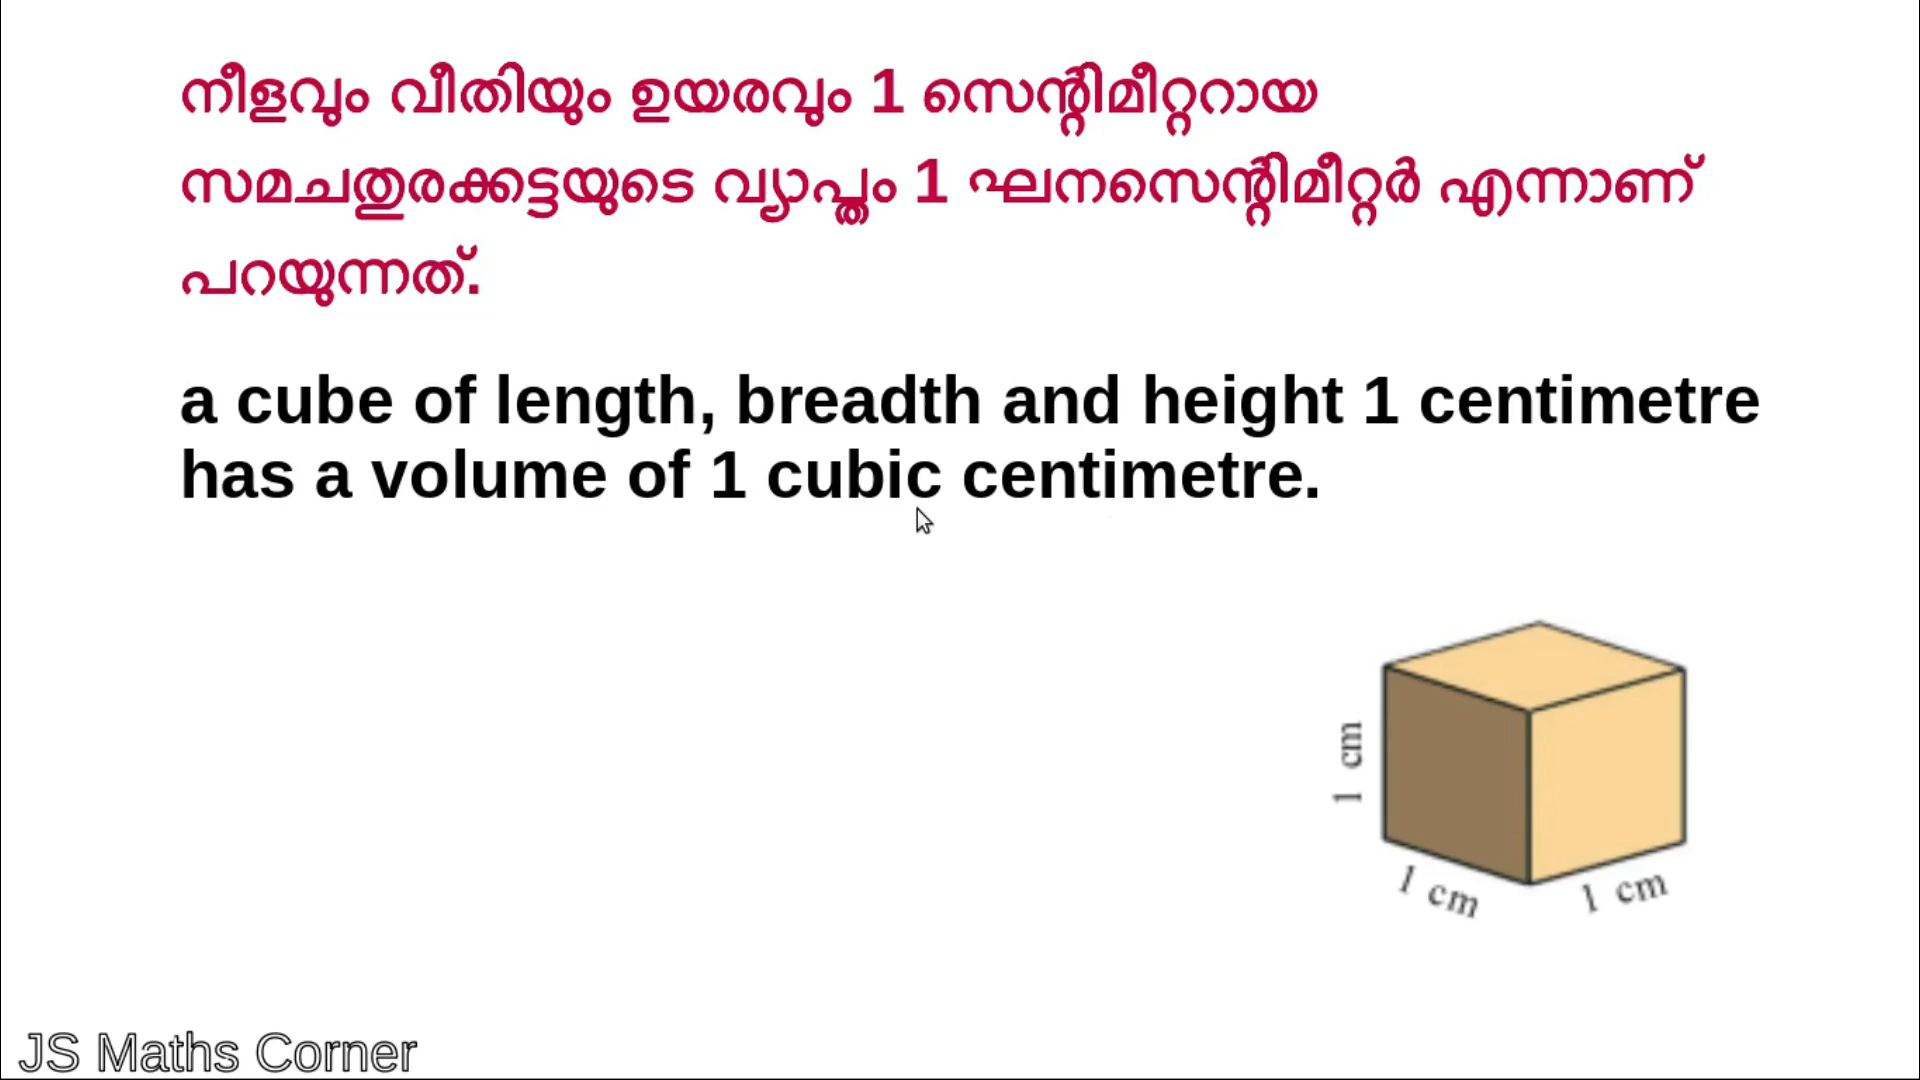 നീളവും വീതിയും ഉയരവും 1 സെന്റിമീറ്ററായ
സമചതുരക്കട്ടയുടെ വ്യാപ്തം 1 ഘനസെന്റിമീറ്റർ എന്നാണ്
പറയുന്നത്.
a cube of length, breadth and height 1 centimetre
has a volume of 1 cubic centimetre.
1 cm
1 cm
1 cm
JS Maths Corner